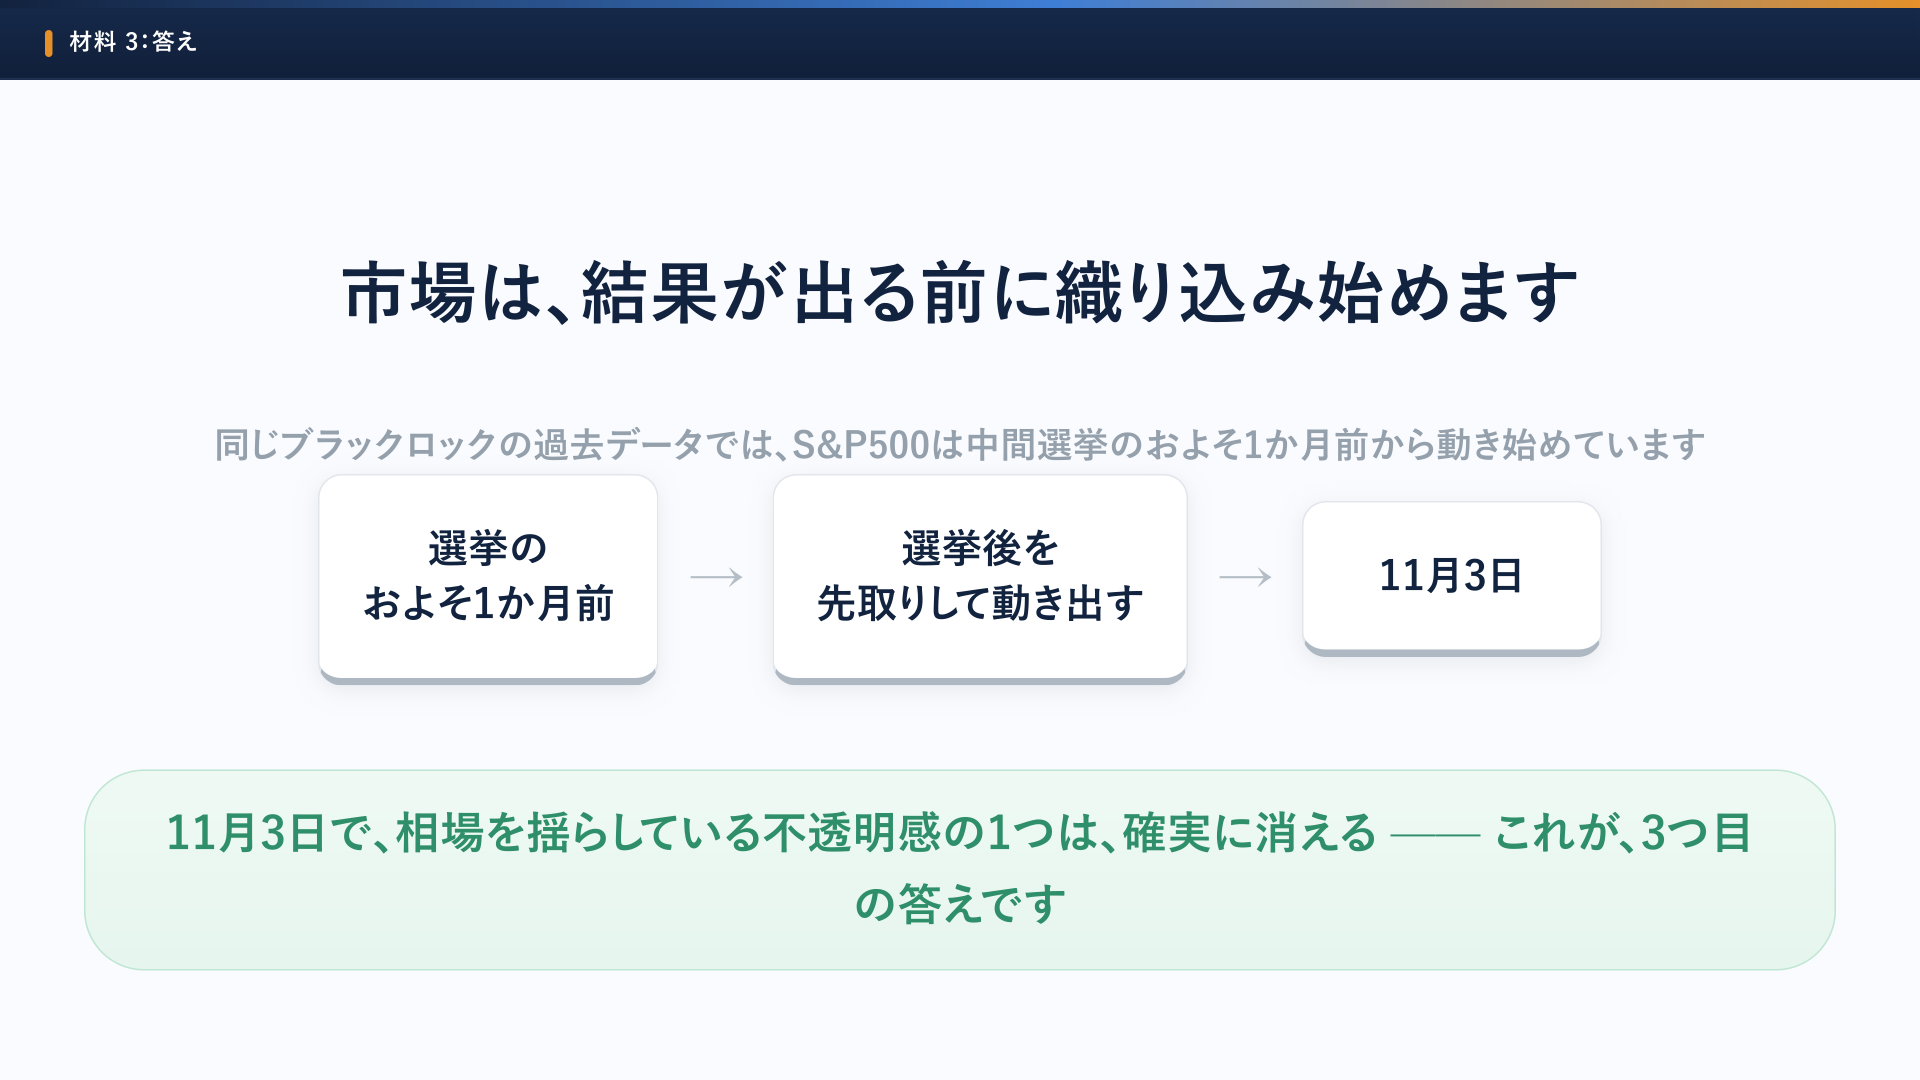 材料 3：答え
市場は、結果が出る前に織り込み始めます
同じブラックロックの過去データでは、S&P500は中間選挙のおよそ1か月前から動き始めています
選挙の
およそ1か月前
→
選挙後を
先取りして動き出す
→
11月3日
11月3日で、相場を揺らしている不透明感の1つは、確実に消える ―― これが、3つ目
の答えです